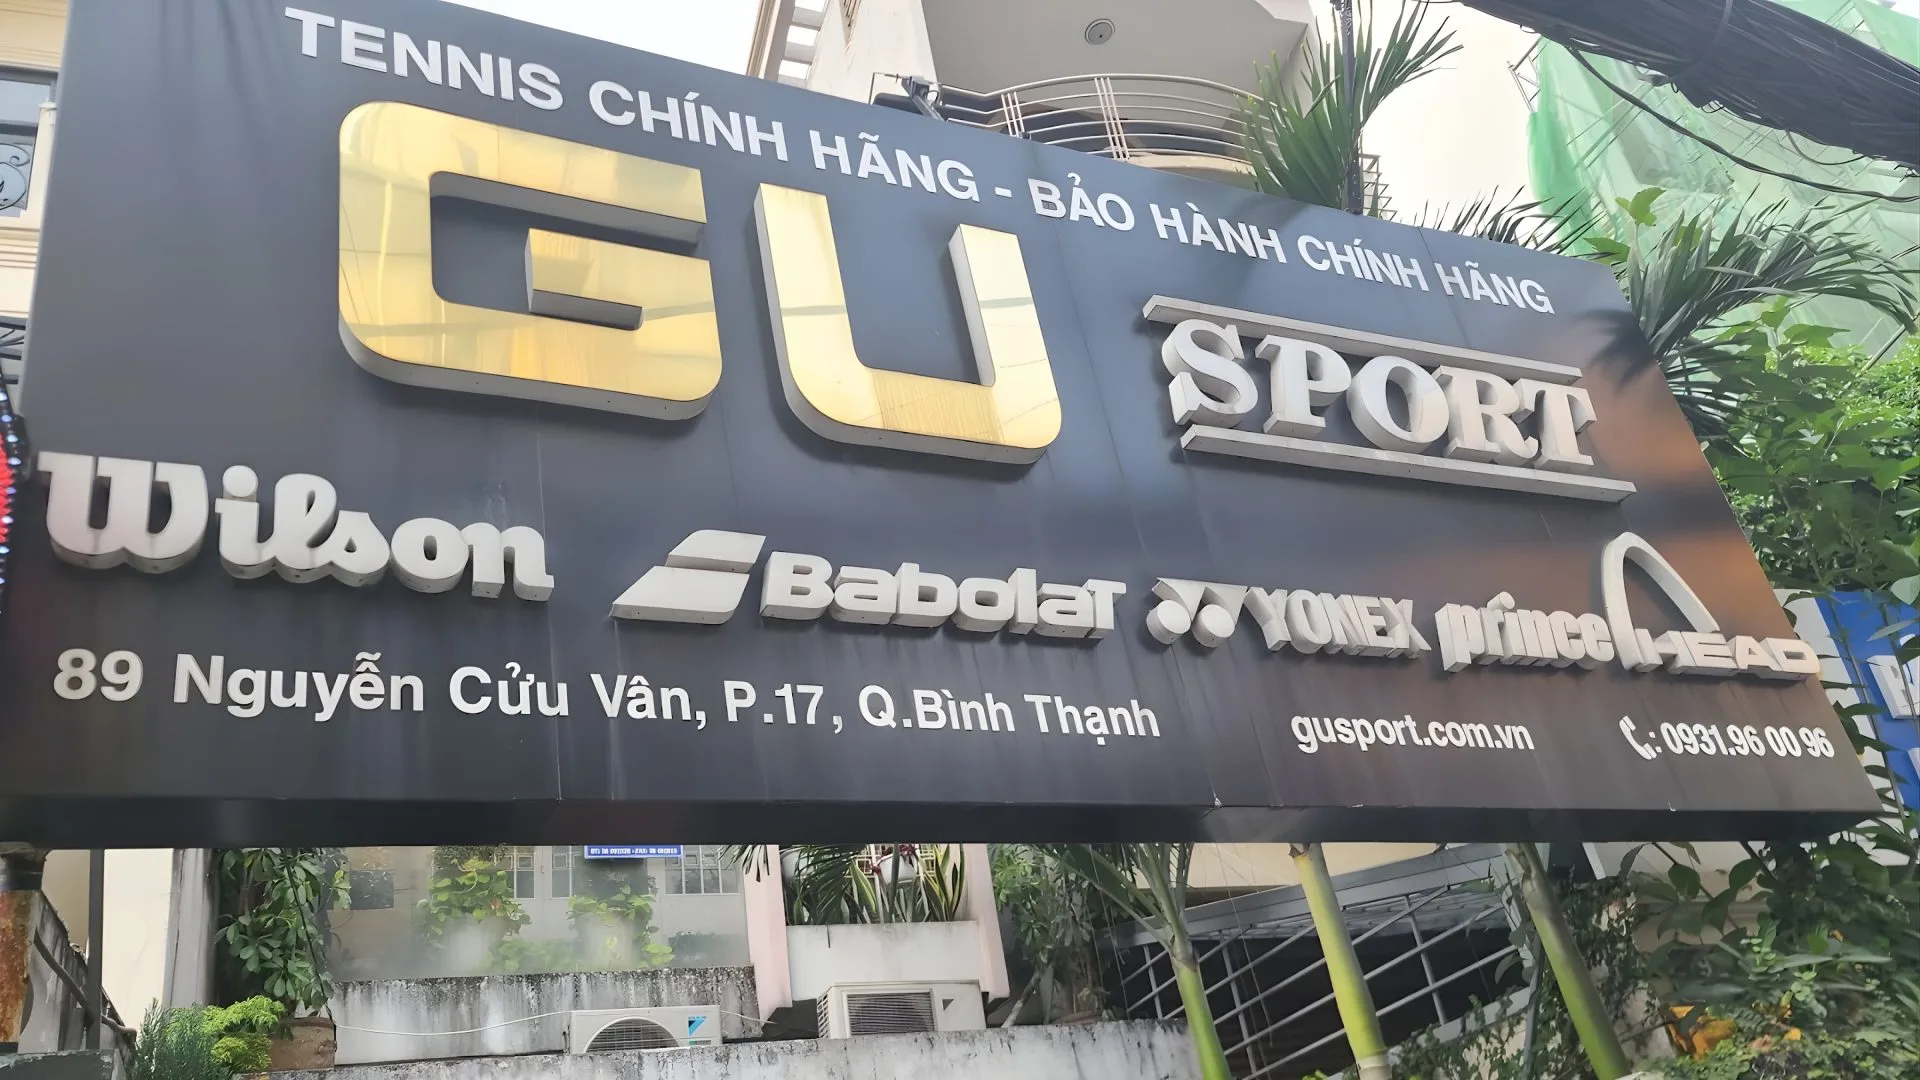 TENNIS CHÍNH HÃNG - BẢO HÀNH CHÍNH HÃNG
GU SPORT
Wilson BabolaT YONEX prince HEAD
89 Nguyễn Cửu Vân, P.17, Q.Bình Thạnh gusport.com.vn : 0931.96 00 96